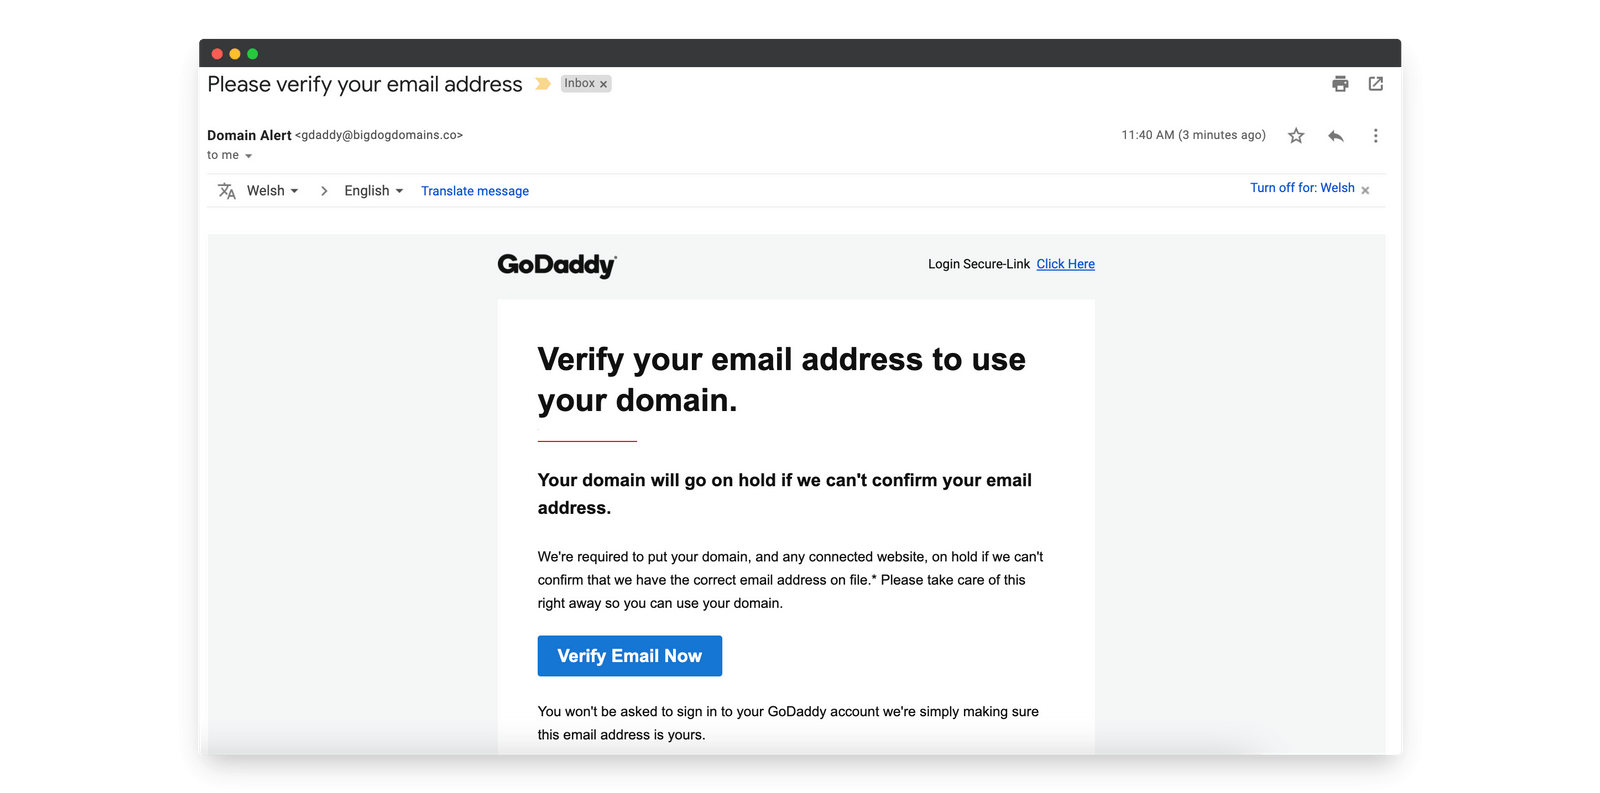 Please verify your email address Inbox ×
Domain Alert <gdaddy@bigdogdomains.co> 11:40 AM (3 minutes ago)
to me
Welsh > English Translate message Turn off for: Welsh ×
GoDaddy Login Secure-Link Click Here
Verify your email address to use
your domain.
Your domain will go on hold if we can't confirm your email
address.
We're required to put your domain, and any connected website, on hold if we can't
confirm that we have the correct email address on file.* Please take care of this
right away so you can use your domain.
Verify Email Now
You won't be asked to sign in to your GoDaddy account we're simply making sure
this email address is yours.